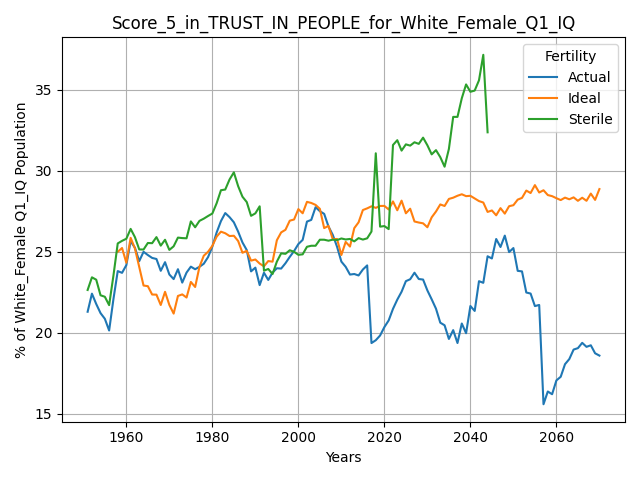 Score_5_in_TRUST_IN_PEOPLE_for_White_Female_Q1_IQ
% of White_Female Q1_IQ Population
35
30
25
20
15
Fertility
Actual
Ideal
Sterile
1960 1980 2000 2020 2040 2060
Years